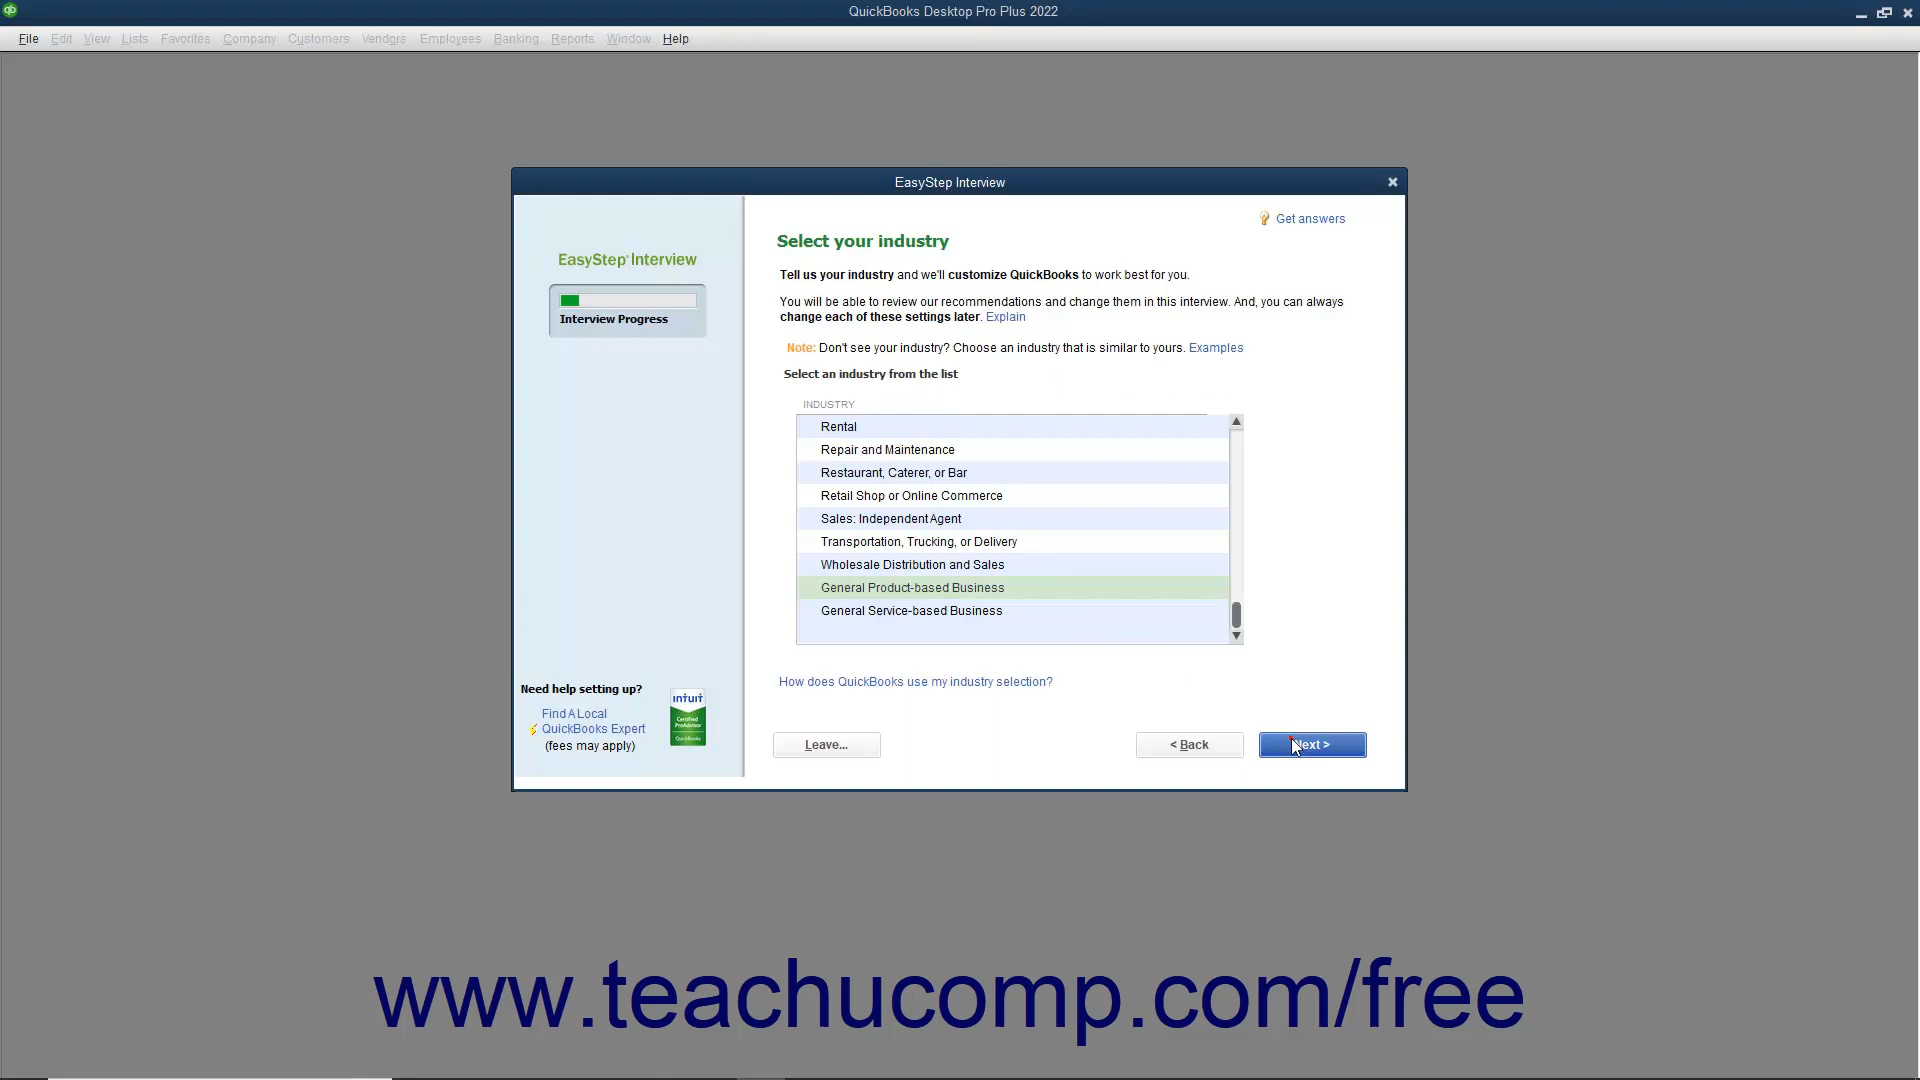 qb
QuickBooks Desktop Pro Plus 2022
File Edit View Lists Favorites Company Customers Vendors Employees Banking Reports Window Help
EasyStep Interview
Get answers
Select your industry
EasyStep Interview
Interview Progress
Tell us your industry and we'll customize QuickBooks to work best for you.
You will be able to review our recommendations and change them in this interview. And, you can always
change each of these settings later. Explain
Note: Don't see your industry? Choose an industry that is similar to yours. Examples
Select an industry from the list
INDUSTRY
Rental
Repair and Maintenance
Restaurant, Caterer, or Bar
Retail Shop or Online Commerce
Sales: Independent Agent
Transportation, Trucking, or Delivery
Wholesale Distribution and Sales
General Product-based Business
General Service-based Business
How does QuickBooks use my industry selection?
Need help setting up?
Find A Local
QuickBooks Expert
(fees may apply)
INTUIT
Certified
ProAdvisor
QuickBooks
Leave...
< Back
Next >
www.teachucomp.com/free